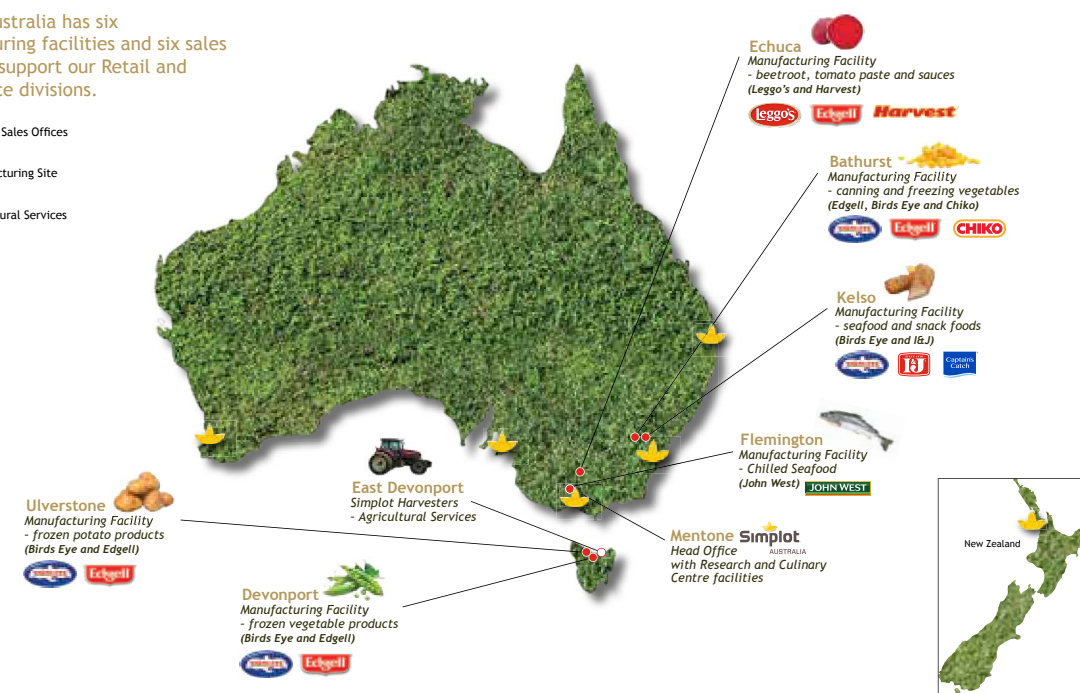 ustralia has six
uring facilities and six sales
support our Retail and
ce divisions.
Sales Offices
cturing Site
ural Services
Echuca
Manufacturing Facility
- beetroot, tomato paste and sauces
(Leggo's and Harvest)
Leggo's Edgell Harvest
Bathurst
Manufacturing Facility
- canning and freezing vegetables
(Edgell, Birds Eye and Chiko)
Edgell CHIKO
Kelso
Manufacturing Facility
- seafood and snack foods
(Birds Eye and I&J)
I&J Captain's
Catch
Flemington
Manufacturing Facility
- Chilled Seafood
(John West) JOHN WEST
East Devonport
Simplot Harvesters
- Agricultural Services
Ulverstone
Manufacturing Facility
- frozen potato products
(Birds Eye and Edgell)
Edgell
Mentone Simplot
AUSTRALIA
Head Office
with Research and Culinary
Centre facilities
New Zealand
Devonport
Manufacturing Facility
- frozen vegetable products
(Birds Eye and Edgell)
Edgell